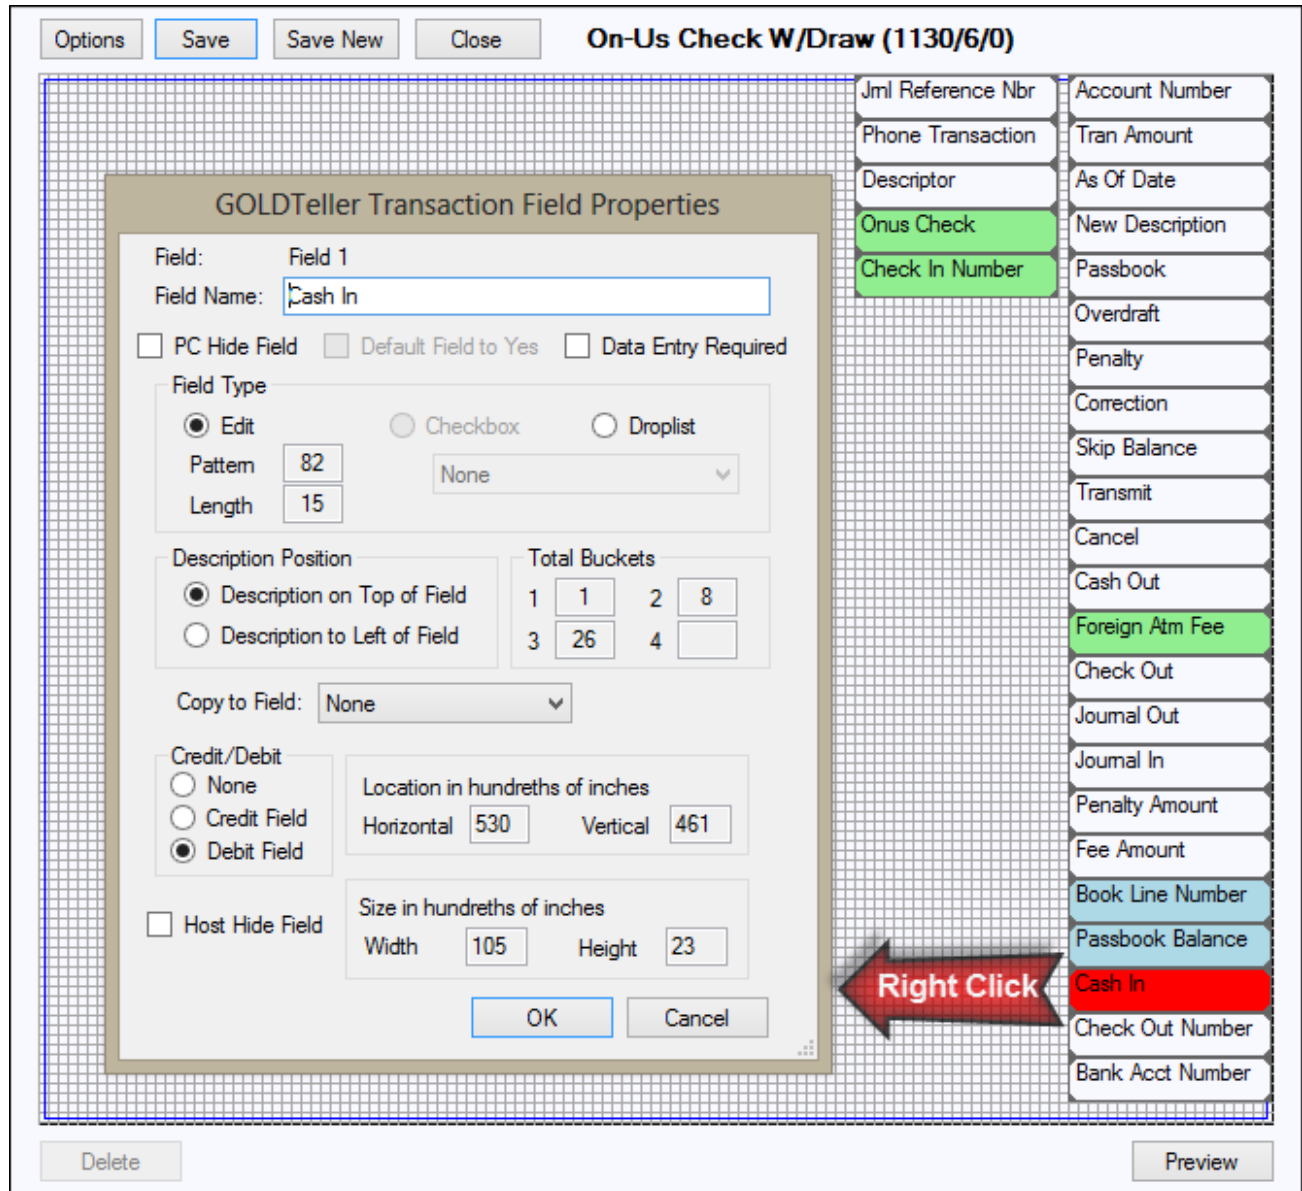 Options Save Save New Close On-Us Check W/Draw (1130/6/0)
Jrnl Reference Nbr Account Number
Phone Transaction Tran Amount
Descriptor As Of Date
Onus Check New Description
Check In Number Passbook
Overdraft
Penalty
Correction
Skip Balance
Transmit
Cancel
Cash Out
Foreign Atm Fee
Check Out
Journal Out
Journal In
Penalty Amount
Fee Amount
Book Line Number
Passbook Balance
Cash In
Check Out Number
Bank Acct Number
Right Click
GOLDTeller Transaction Field Properties
Field: Field 1
Field Name: Cash In
PC Hide Field Default Field to Yes Data Entry Required
Field Type
Edit Checkbox Droplist
Pattern 82 None
Length 15
Description Position Total Buckets
Description on Top of Field 1 1 2 8
Description to Left of Field 3 26 4
Copy to Field: None
Credit/Debit
None
Credit Field
Debit Field
Location in hundreths of inches
Horizontal 530 Vertical 461
Host Hide Field
Size in hundreths of inches
Width 105 Height 23
OK Cancel
Delete Preview